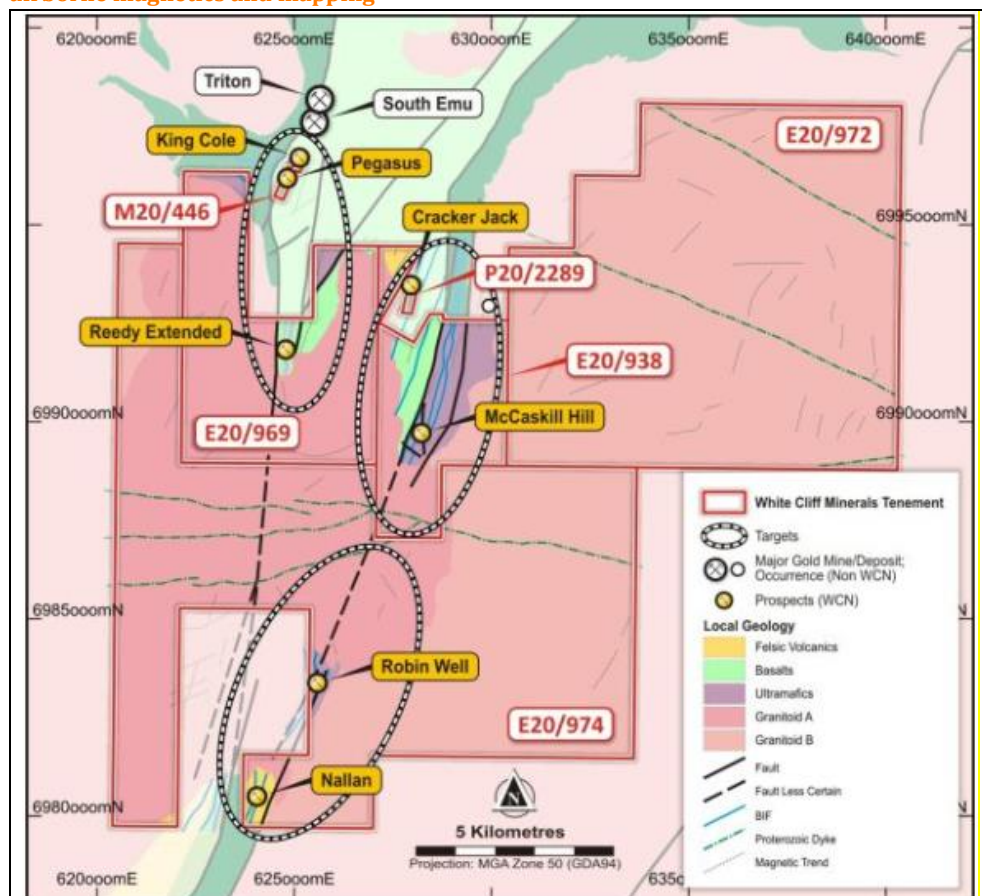 620000mE
625000mE
630000mE
635000mE
640000mE
Triton
South Emu
King Cole
Pegasus
E20/972
M20/446
Cracker Jack
6995000mN
P20/2289
Reedy Extended
E20/938
6990000mN
6990000mN
McCaskill Hill
E20/969
White Cliff Minerals Tenement
Targets
Major Gold Mine/Deposit;
Occurrence (Non WCN)
Prospects (WCN)
Local Geology
Felsic Volcanics
Basalts
Ultramafics
Granitoid A
Granitoid B
Fault
Fault Less Certain
BIF
Proterozoic Dyke
Magnetic Trend
6985000mN
Robin Well
E20/974
Nallan
6980000mN
N
5 Kilometres
Projection: MGA Zone 50 (GDA94)
620000mE
625000mE